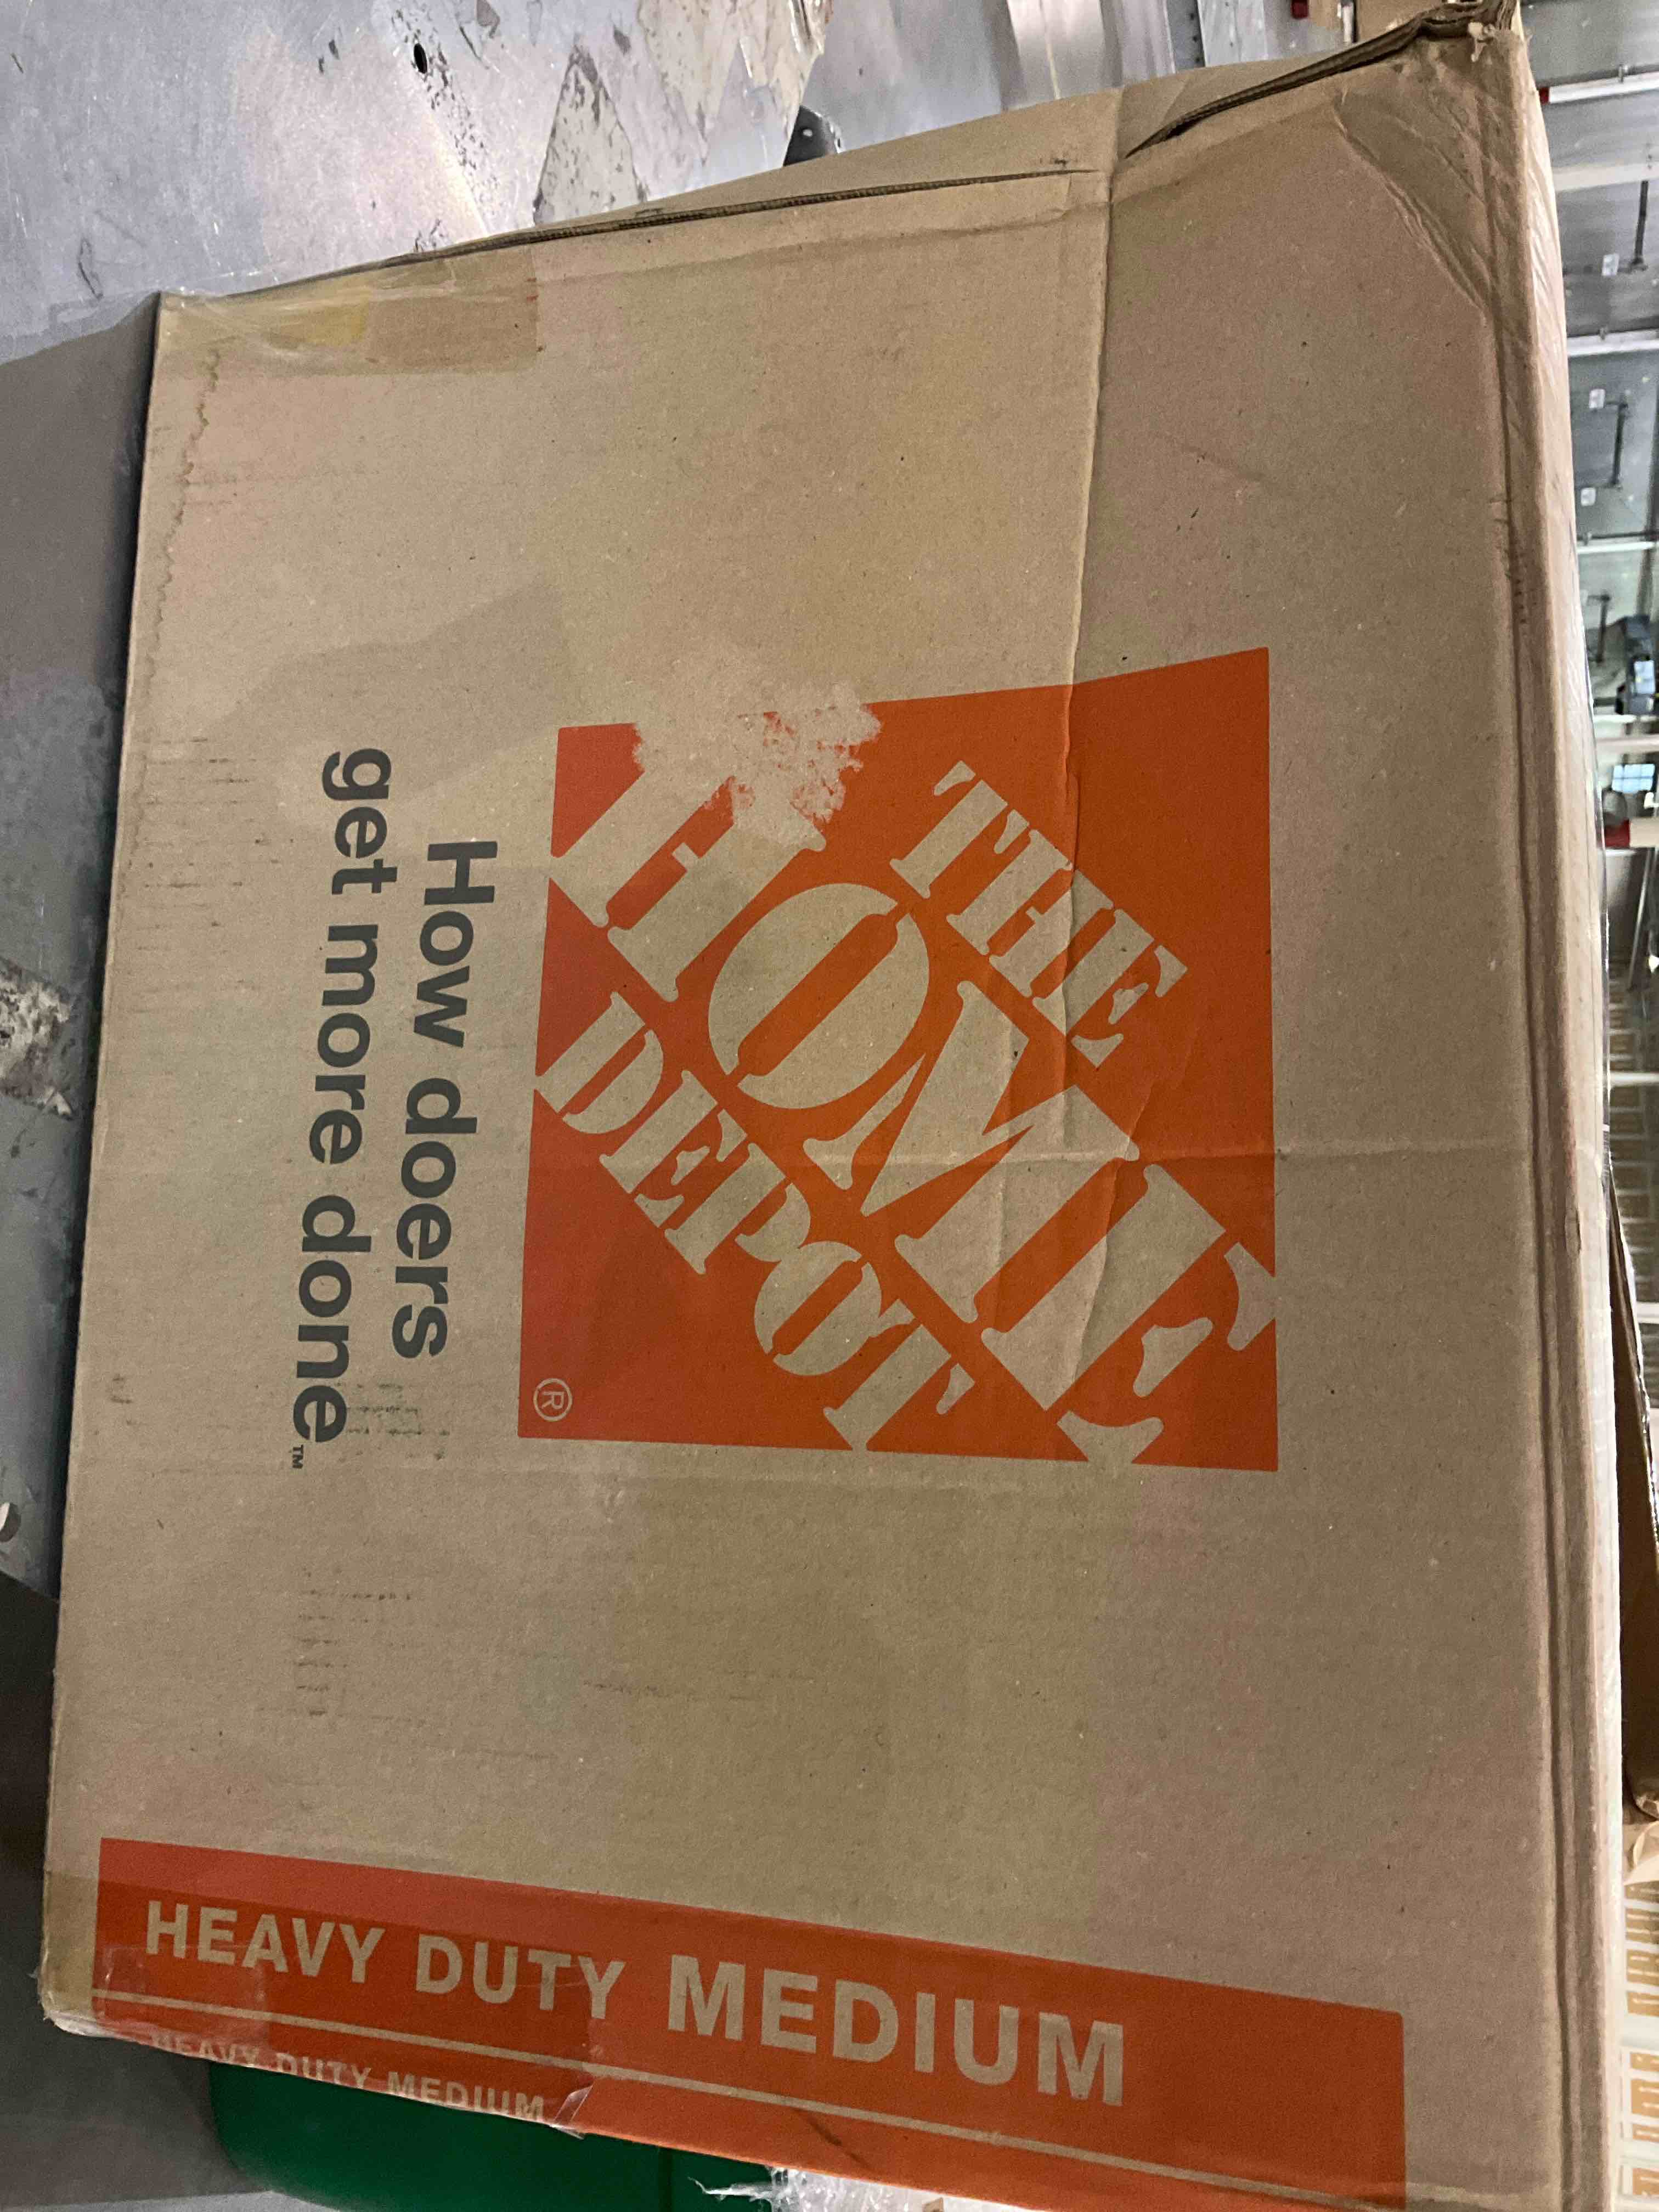 THE
HOME
DEPOT
®
How doers
get more done™
HEAVY DUTY MEDIUM
HEAVY DUTY MEDIUM